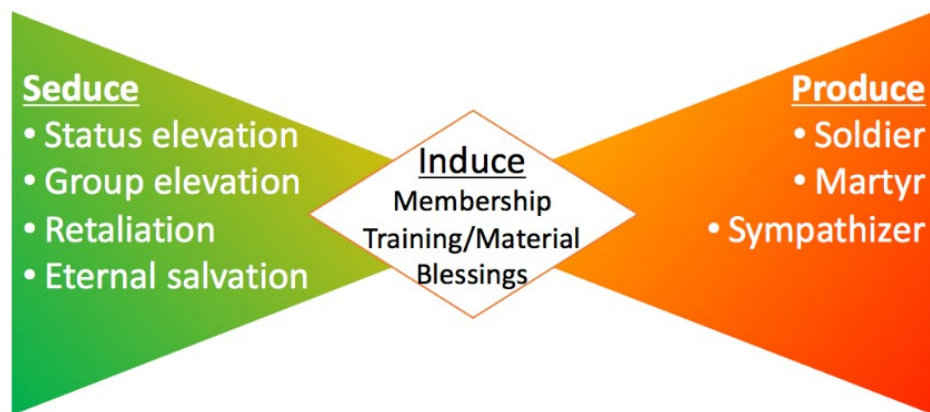 Seduce
• Status elevation
• Group elevation
• Retaliation
• Eternal salvation
Induce
Membership
Training/Material
Blessings
Produce
• Soldier
• Martyr
• Sympathizer